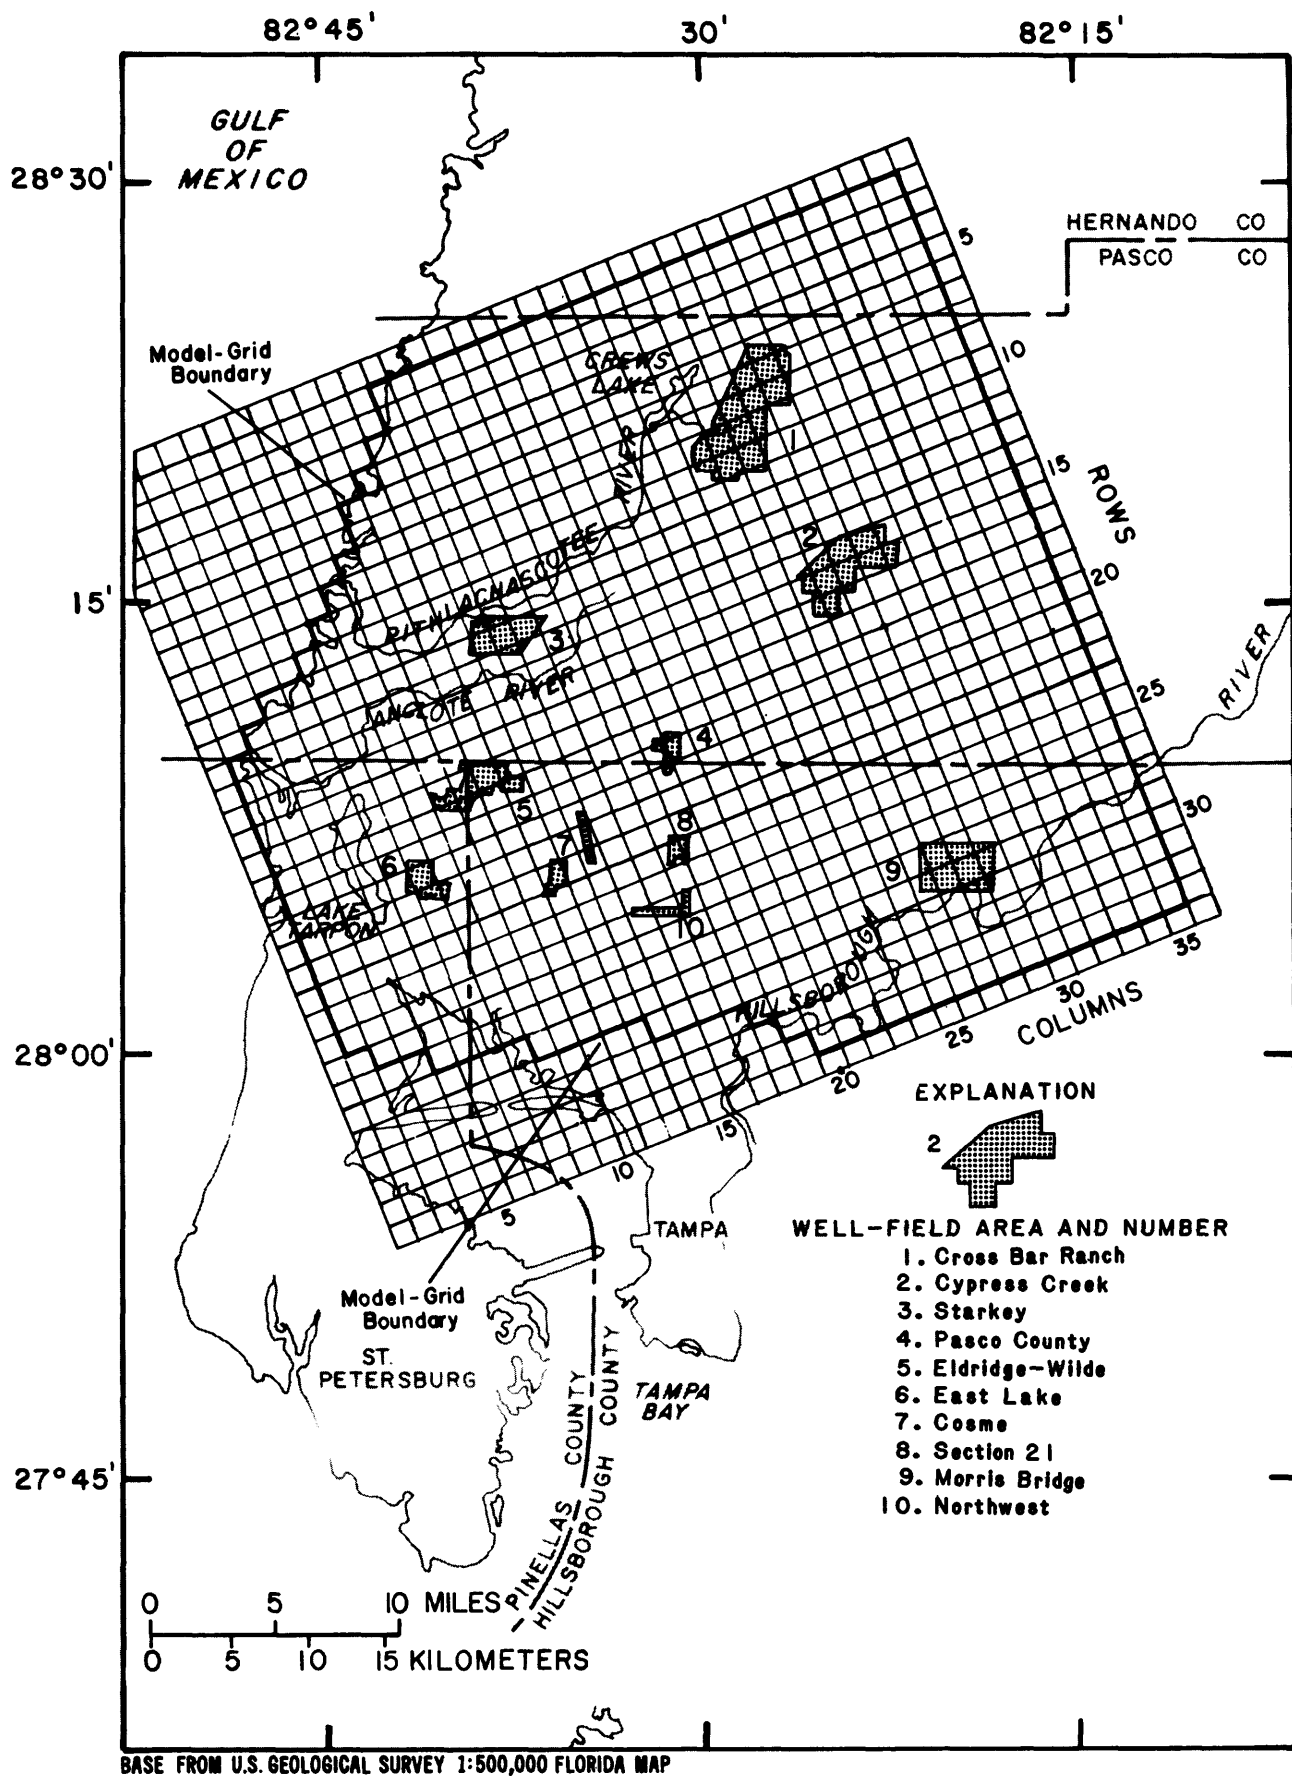 82°45'
30'
82°15'
GULF
OF
MEXICO
28°30'
HERNANDO CO
PASCO CO
5
10
15
ROWS
20
25
30
Model-Grid
Boundary
CREWS
LAKE
RIVER
1
2
PITHLACHASCOTEE
15'
3
ANCLOTE RIVER
RIVER
4
5
6
7
8
9
10
LAKE
TARPON
HILLSBOROUGH
28°00'
35
30
COLUMNS
25
20
15
10
5
EXPLANATION
2
WELL-FIELD AREA AND NUMBER
1. Cross Bar Ranch
2. Cypress Creek
3. Starkey
4. Pasco County
5. Eldridge-Wilde
6. East Lake
7. Cosme
8. Section 21
9. Morris Bridge
10. Northwest
TAMPA
Model-Grid
Boundary
ST.
PETERSBURG
TAMPA
BAY
PINELLAS COUNTY
HILLSBOROUGH COUNTY
27°45'
0 5 10 MILES
0 5 10 15 KILOMETERS
BASE FROM U.S. GEOLOGICAL SURVEY 1:500,000 FLORIDA MAP